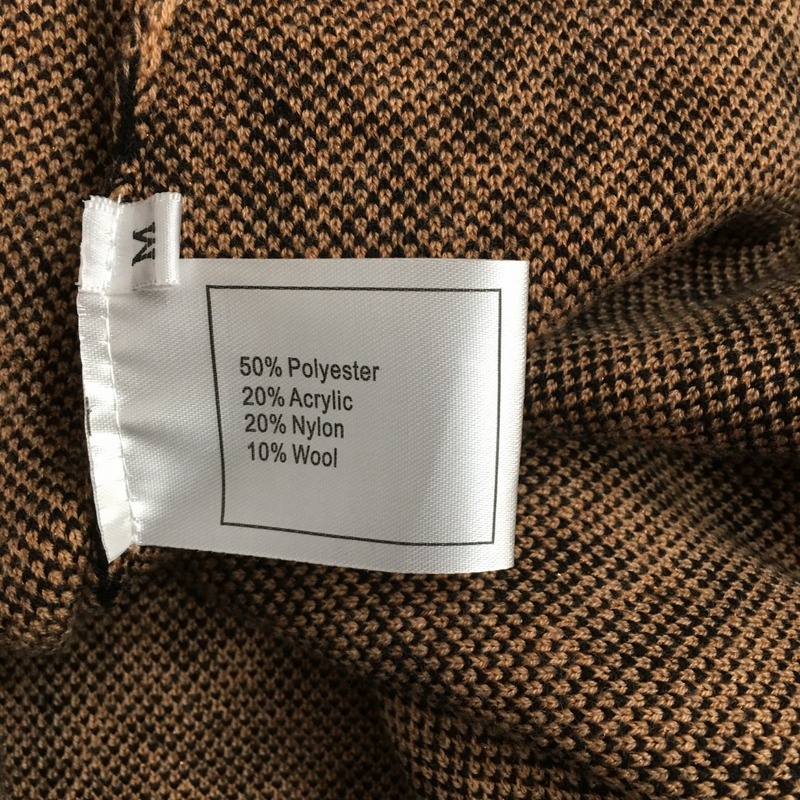 M
50% Polyester
20% Acrylic
20% Nylon
10% Wool